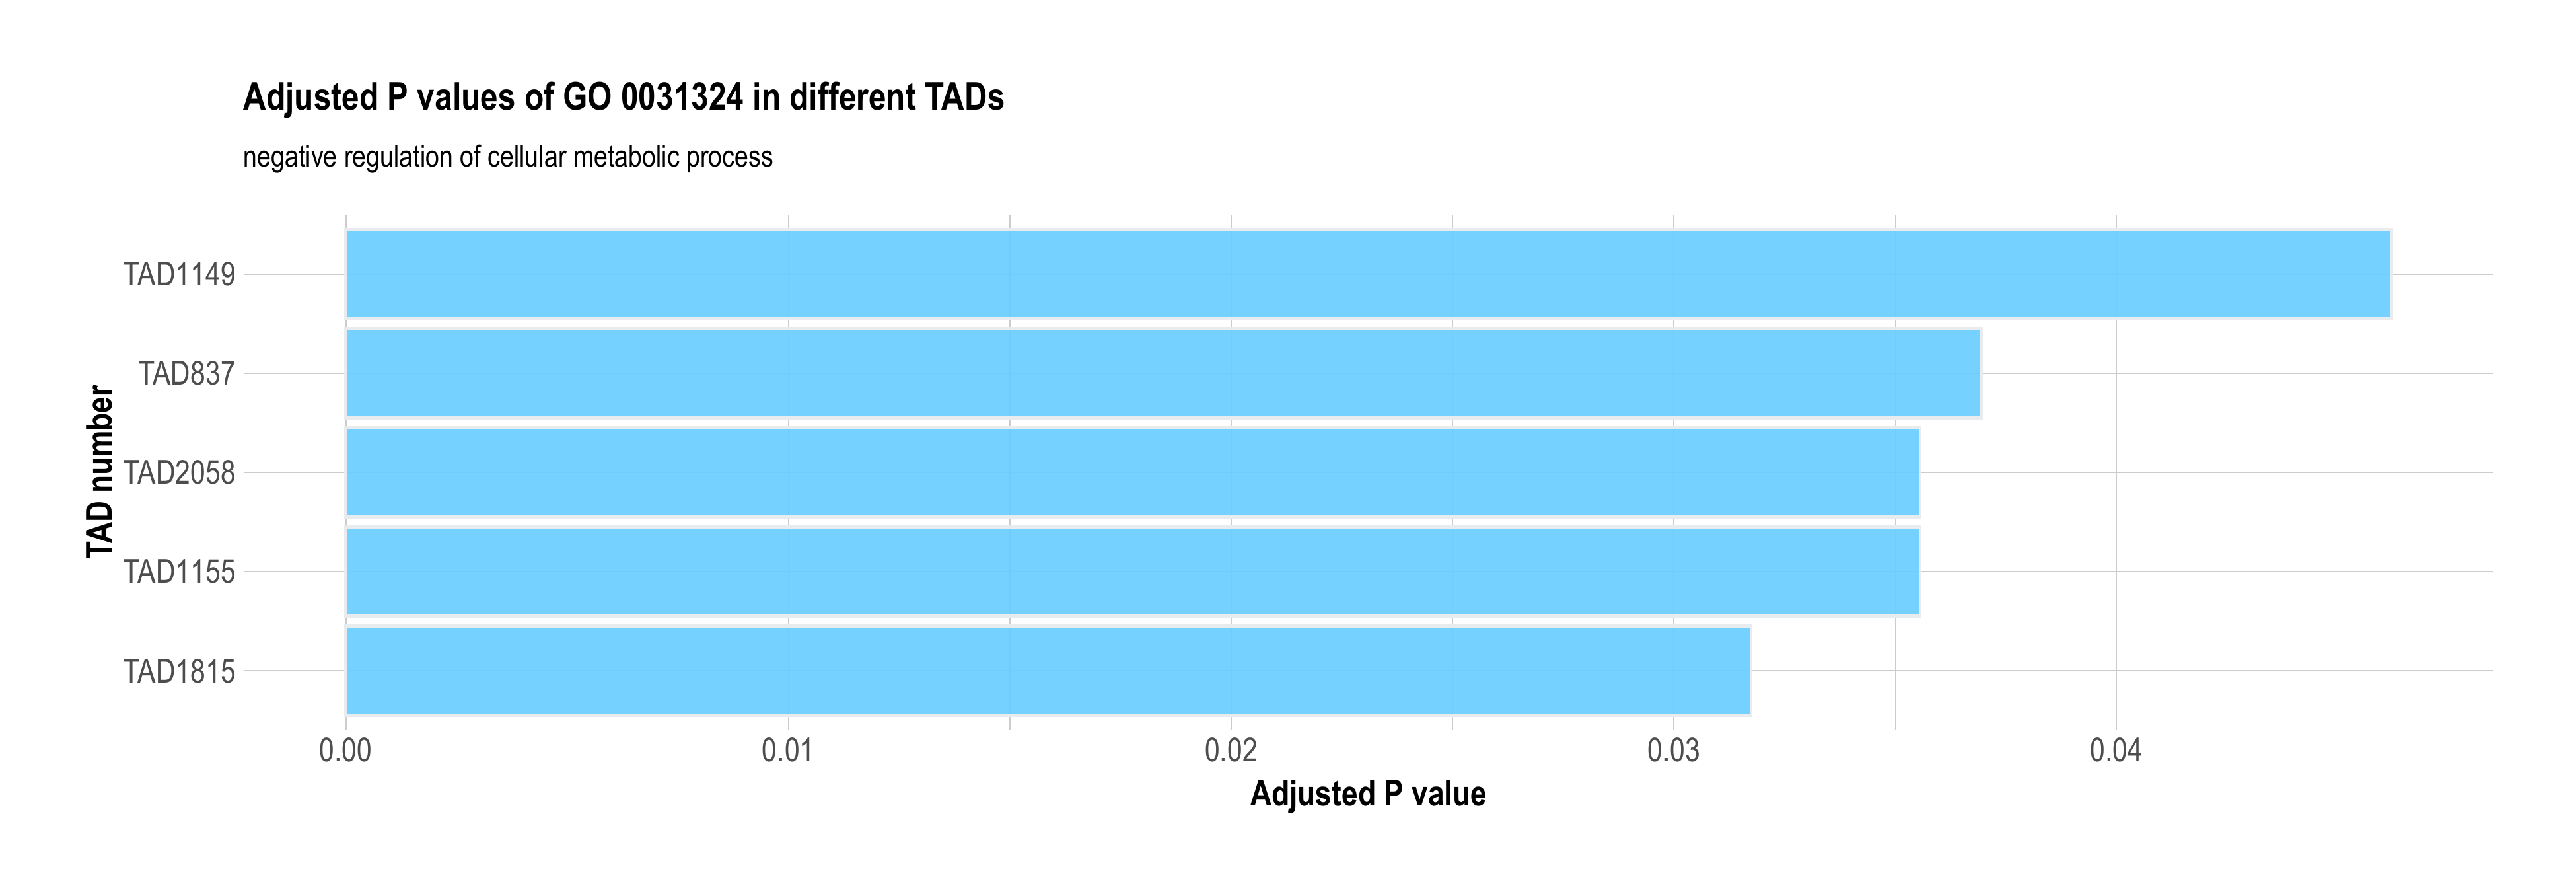 Adjusted P values of GO 0031324 in different TADs
negative regulation of cellular metabolic process
TAD number
TAD1149
TAD837
TAD2058
TAD1155
TAD1815
0.00 0.01 0.02 0.03 0.04
Adjusted P value